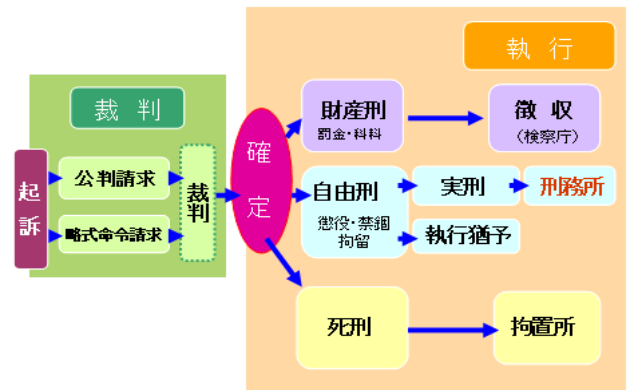 執 行
裁 判
起
訴
公判請求
略式命令請求
裁
判
確
定
財産刑
罰金・科料
徴 収
(検察庁)
自由刑
懲役・禁錮
拘留
実刑
刑務所
執行猶予
死刑
拘置所